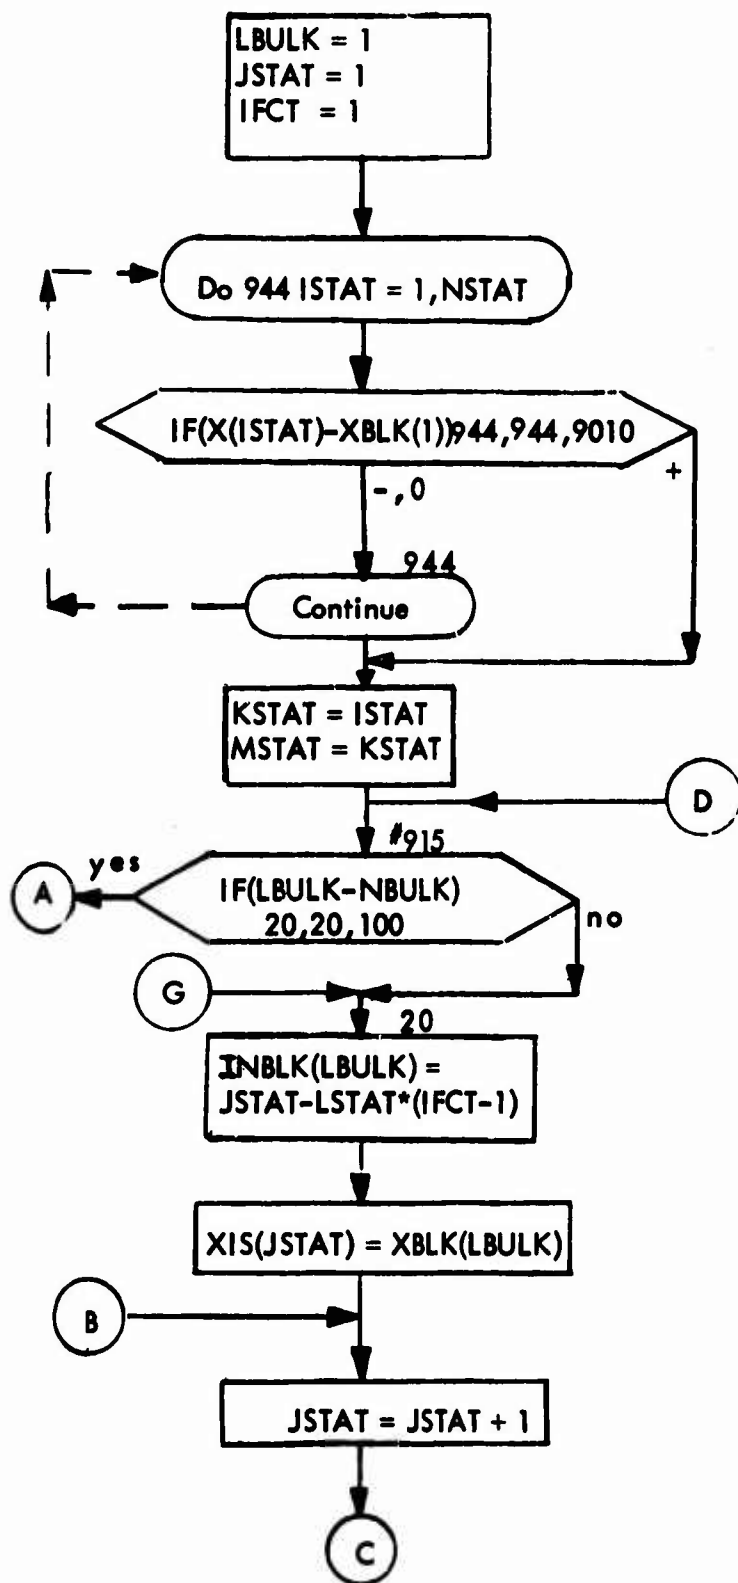 LBULK = 1
JSTAT = 1
IFCT = 1
Do 944 ISTAT = 1, NSTAT
IF(X(ISTAT)-XBLK(1))944,944,9010
+
-,0
944
Continue
KSTAT = ISTAT
MSTAT = KSTAT
D
#915
yes
A
IF(LBULK-NBULK)
20,20,100
no
G
20
INBLK(LBULK) =
JSTAT-LSTAT*(IFCT-1)
XIS(JSTAT) = XBLK(LBULK)
B
JSTAT = JSTAT + 1
C